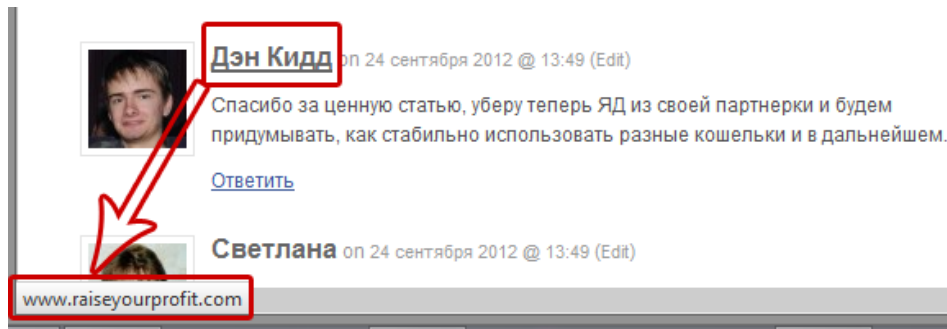 Дэн Кидд on 24 сентября 2012 @ 13:49 (Edit)
Спасибо за ценную статью, уберу теперь ЯД из своей партнерки и будем
придумывать, как стабильно использовать разные кошельки и в дальнейшем.
Ответить
Светлана on 24 сентября 2012 @ 13:49 (Edit)
www.raiseyourprofit.com